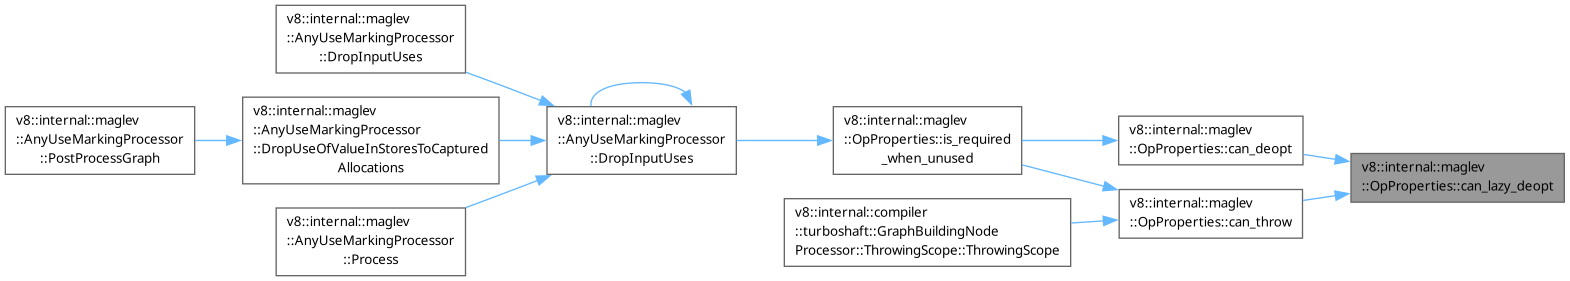 v8::internal::maglev
::AnyUseMarkingProcessor
::PostProcessGraph
v8::internal::maglev
::AnyUseMarkingProcessor
::DropInputUses
v8::internal::maglev
::AnyUseMarkingProcessor
::DropUseOfValueInStoresToCaptured
Allocations
v8::internal::maglev
::AnyUseMarkingProcessor
::Process
v8::internal::maglev
::AnyUseMarkingProcessor
::DropInputUses
v8::internal::maglev
::OpProperties::is_required
_when_unused
v8::internal::compiler
::turboshaft::GraphBuildingNode
Processor::ThrowingScope::ThrowingScope
v8::internal::maglev
::OpProperties::can_deopt
v8::internal::maglev
::OpProperties::can_throw
v8::internal::maglev
::OpProperties::can_lazy_deopt